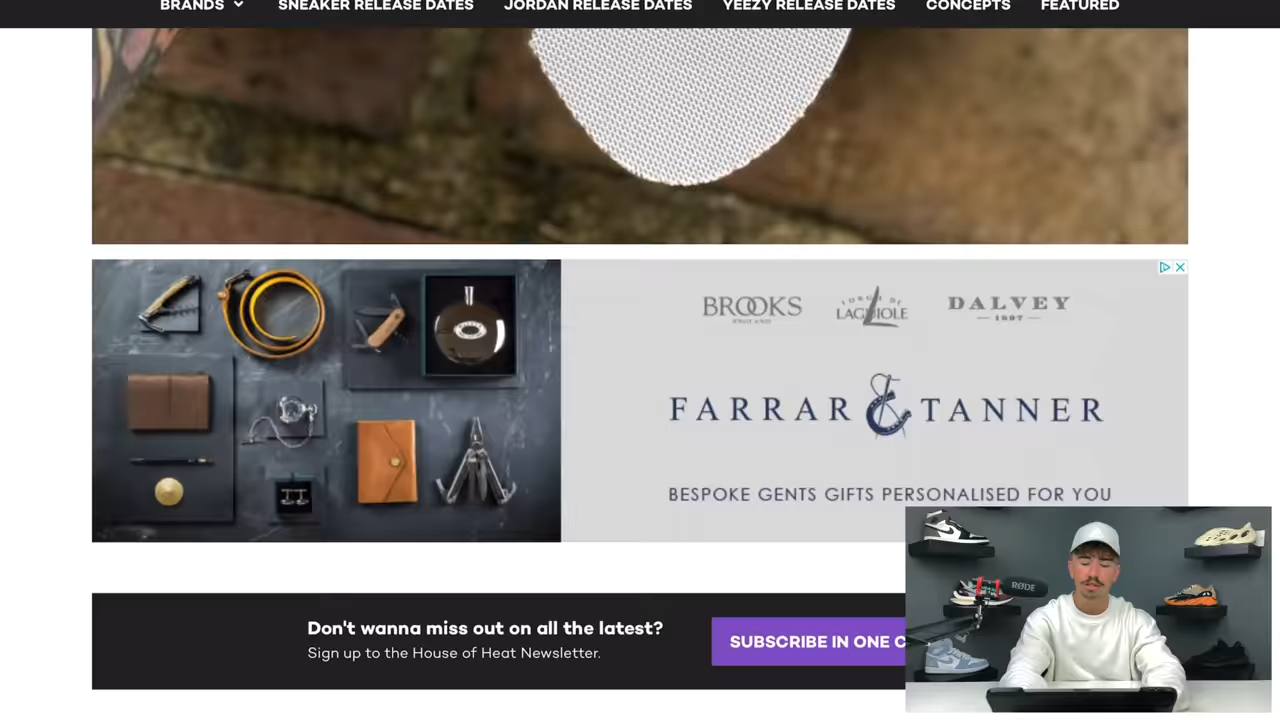 BRANDS SNEAKER RELEASE DATES JORDAN RELEASE DATES YEEZY RELEASE DATES CONCEPTS FEATURED
BROOKS LAGUIOLE DALVEY
1897
FARRAR & TANNER
BESPOKE GENTS GIFTS PERSONALISED FOR YOU
Don't wanna miss out on all the latest?
Sign up to the House of Heat Newsletter.
SUBSCRIBE IN ONE C
RØDE